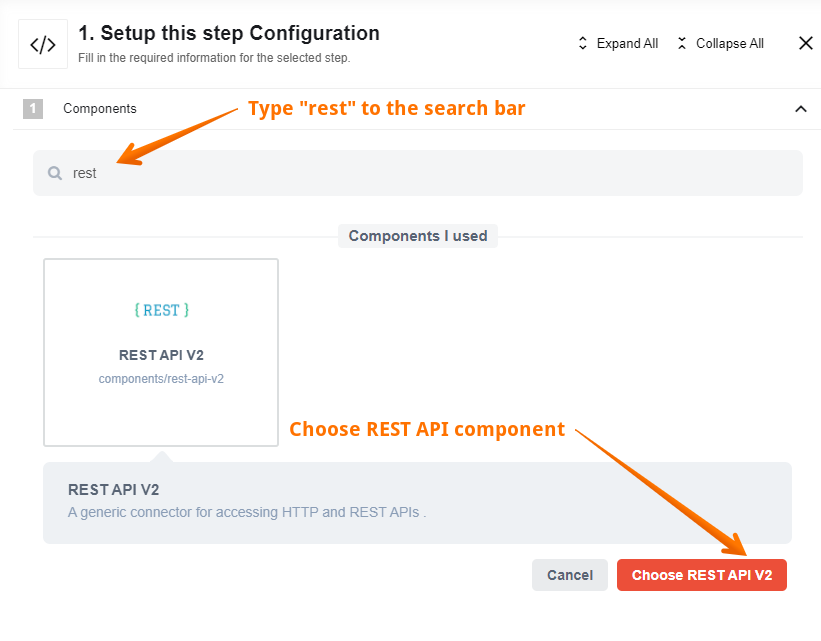 </>
1. Setup this step Configuration
Fill in the required information for the selected step.
Expand All
Collapse All
1 Components
Type "rest" to the search bar
rest
Components I used
{ REST }
REST API V2
components/rest-api-v2
Choose REST API component
REST API V2
A generic connector for accessing HTTP and REST APIs .
Cancel
Choose REST API V2